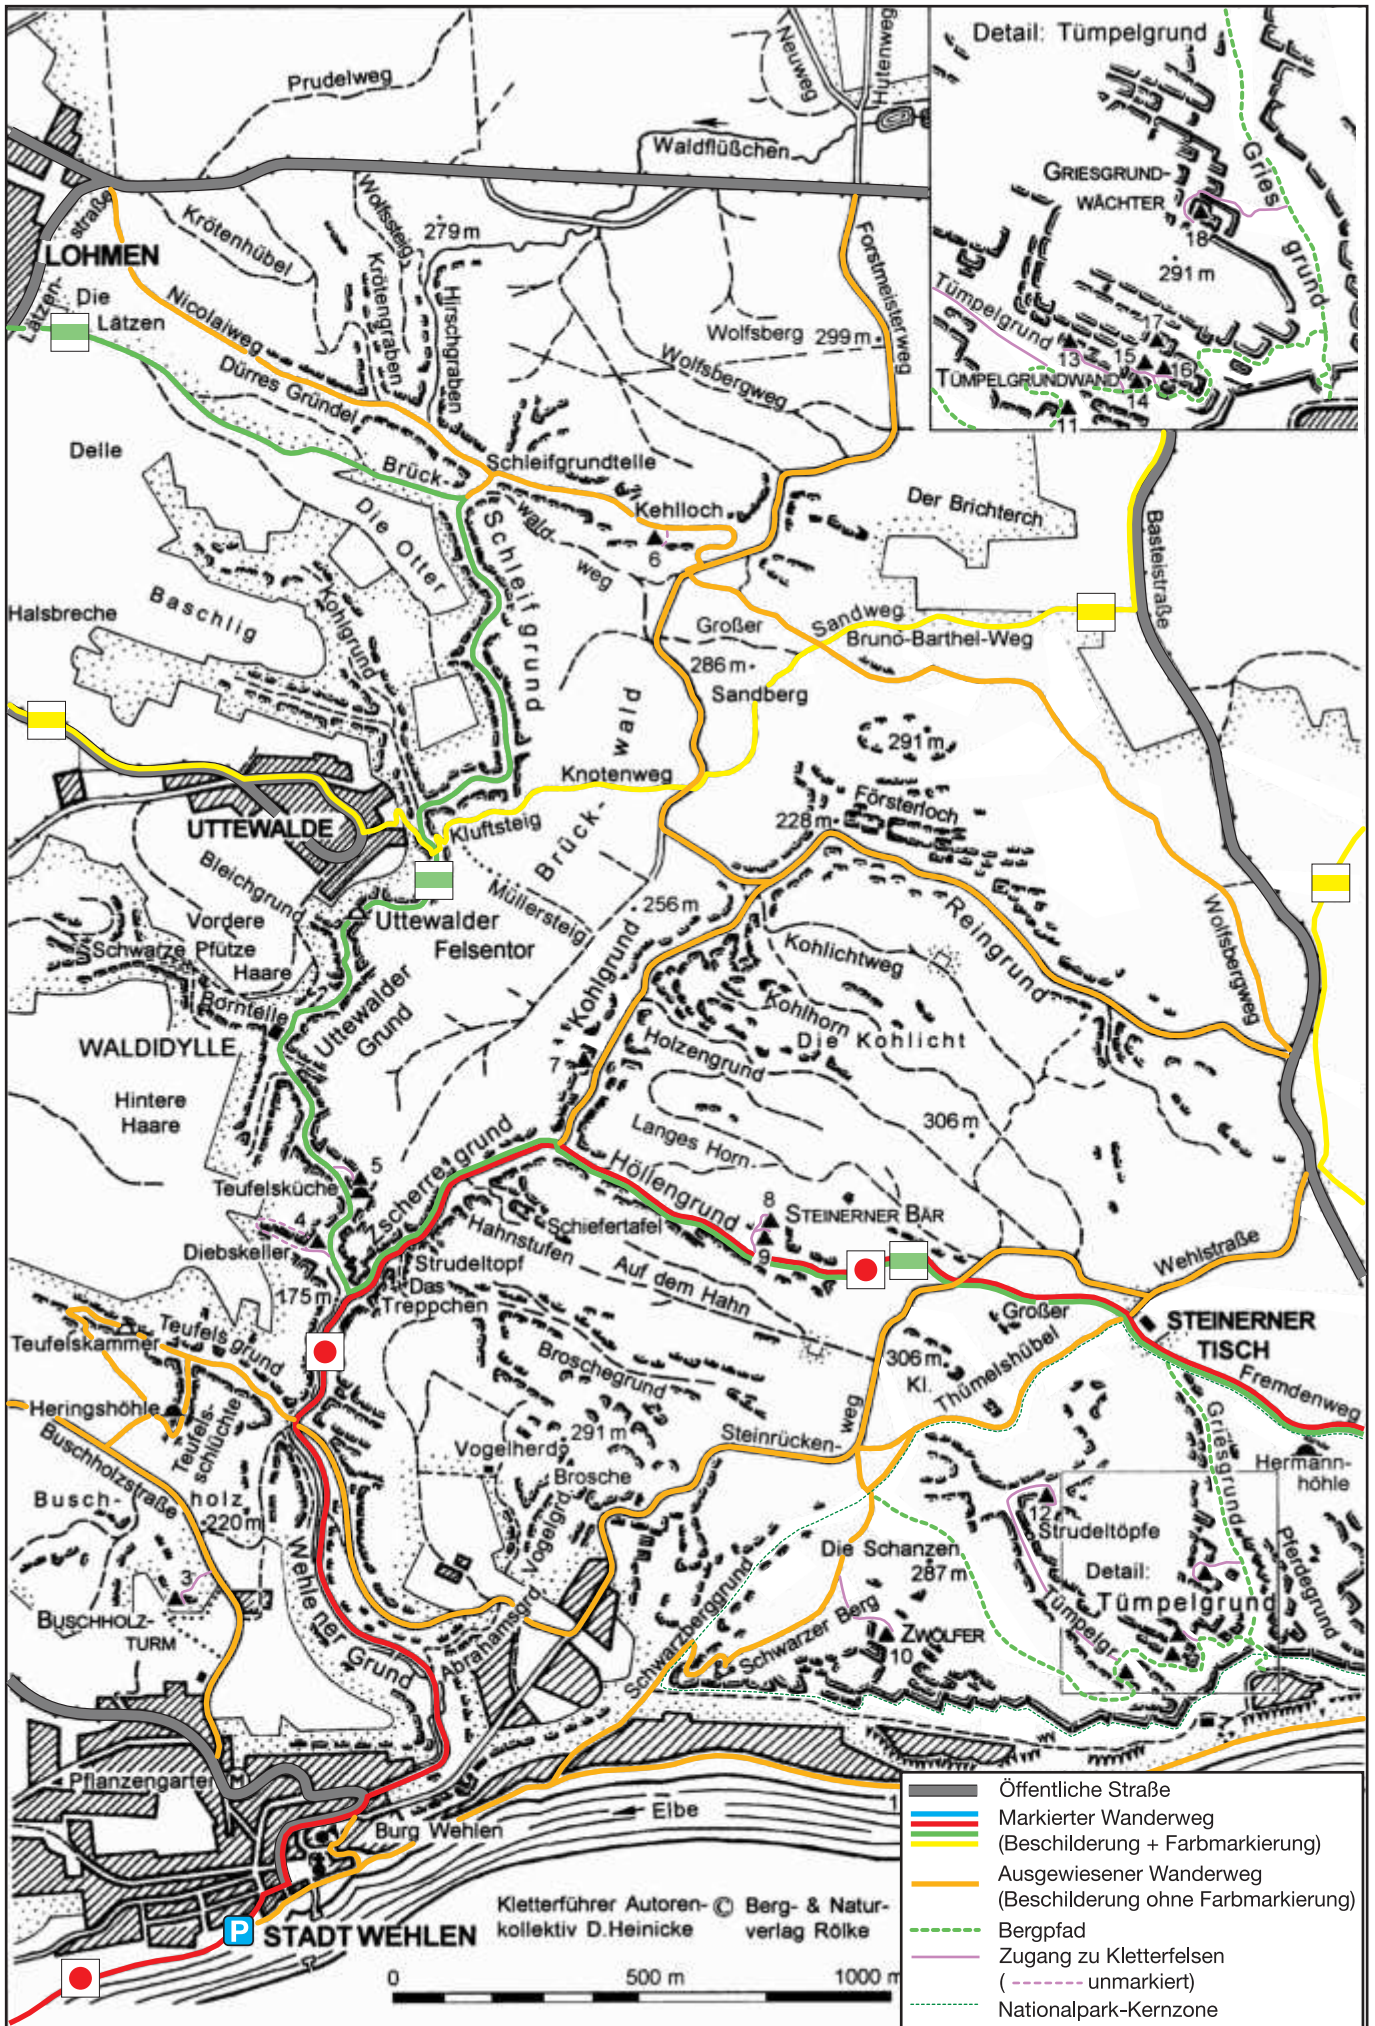 Detail: Tümpelgrund
Neuweg
Hutenweg
Prudelweg
Waldflüßchen
GRIESGRUND-
WÄCHTER
18
Gries
grund
291 m
Tümpelgrund
17
13
15
16
TÜMPELGRUNDWAND
14
11
straße
LOHMEN
Lätzen-
Die
Lätzen
Krötenhübel
Wolfssteig
279 m
Krötengraben
Hirschgraben
Nicolaiweg
Dürres Gründel
Forstmeisterweg
Wolfsberg
299 m
Wolfsbergweg
Delle
Brück-
wald
weg
Schleifgrundtelle
Die Otter
Kehlloch
6
Der Brichterch
Basteistraße
Schleifgrund
Halsbreche
Baschlig
Kohlgrund
Großer
Sandberg
Sandweg
Bruno-Barthel-Weg
286 m
291 m
Knotenweg
Brück-
wald
Försterloch
228 m
UTTEWALDE
Kluftsteig
Bleichgrund
Müllersteig
Vordere
Haare
Schwarze Pfütze
Uttewalder
Felsentor
256 m
Kohlichtweg
Reingrund
Wolfsbergweg
Bornteile
Uttewalder
Grund
WALDIDYLLE
Kohlgrund
7
Kohlhorn
Die Kohlicht
Holzengrund
Hintere
Haare
306 m
Langes Horn
Zscherregrund
Höllengrund
5
Teufelsküche
4
Diebskeller
Hahnstufen
Schiefertafel
8
STEINERNER BÄR
9
Auf dem Hahn
Strudeltopf
Das
Treppchen
175 m
Wehlstraße
Großer
Thümelshübel
STEINERNER
TISCH
Fremdenweg
Teufelskammer
Teufelsgrund
Heringshöhle
Teufels-
schlüchte
306 m
Kl.
Broschegrund
291 m
Vogelherd
Brosche
Vogelgrd.
Steinrücken-
weg
Griesgrund
Hermann-
höhle
Buschholzstraße
Busch-
holz
220 m
Wehlener Grund
12
Strudeltöpfe
Detail:
Tümpelgrund
Die Schanzen
287 m
Pferdegrund
3
BUSCHHOLZ-
TURM
Abrahamsgrd.
Schwarzberggrund
Schwarzer Berg
ZWÖLFER
10
Tümpelgr.
Pflanzengarten
M
Burg Wehlen
Elbe
1
P
STADT WEHLEN
Kletterführer Autoren-
kollektiv D.Heinicke
© Berg- & Natur-
verlag Rölke
0
500 m
1000 m
Öffentliche Straße
Markierter Wanderweg
(Beschilderung + Farbmarkierung)
Ausgewiesener Wanderweg
(Beschilderung ohne Farbmarkierung)
Bergpfad
Zugang zu Kletterfelsen
( unmarkiert)
Nationalpark-Kernzone